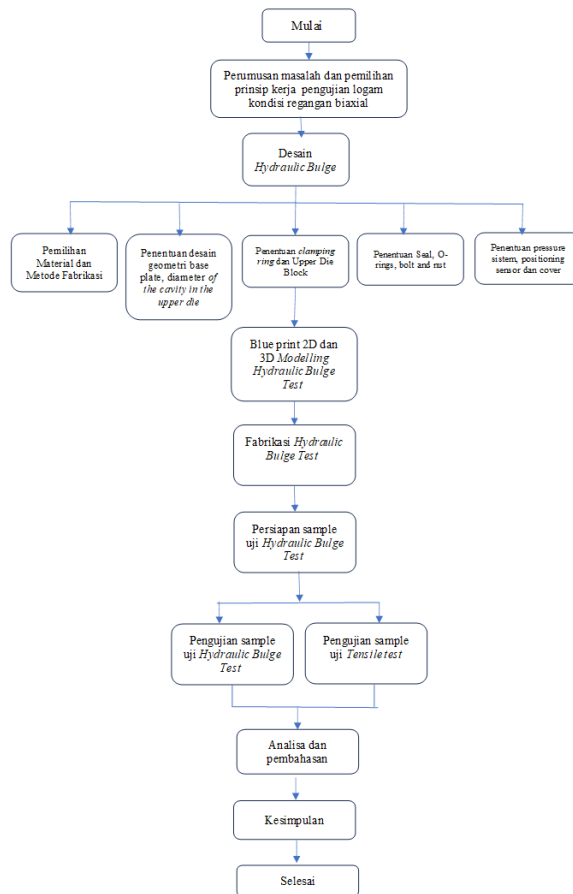 Mulai
Perumusan masalah dan pemilihan
prinsip kerja pengujian logam
kondisi regangan biaxial
Desain
Hydraulic Bulge
Pemilihan
Material dan
Metode Fabrikasi
Penentuan desain
geometri base
plate, diameter of
the cavity in the
upper die
Penentuan clamping
ring dan Upper Die
Block
Penentuan Seal, O-
rings, bolt and nut
Pentuan pressure
sistem, positioning
sensor dan cover
Blue print 2D dan
3D Modelling
Hydraulic Bulge
Test
Fabrikasi Hydraulic
Bulge Test
Persiapan sample
uji Hydraulic Bulge
Test
Pengujian sample
uji Hydraulic Bulge
Test
Pengujian sample
uji Tensile test
Analisa dan
pembahasan
Kesimpulan
Selesai